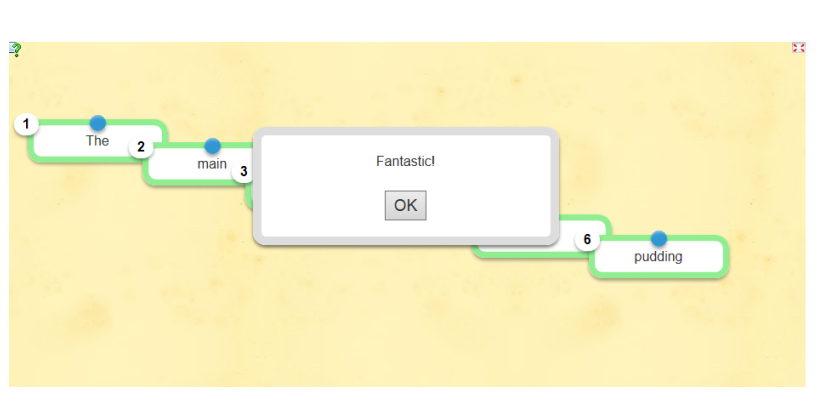 1
The
2
main
3
Fantastic!
OK
6
pudding